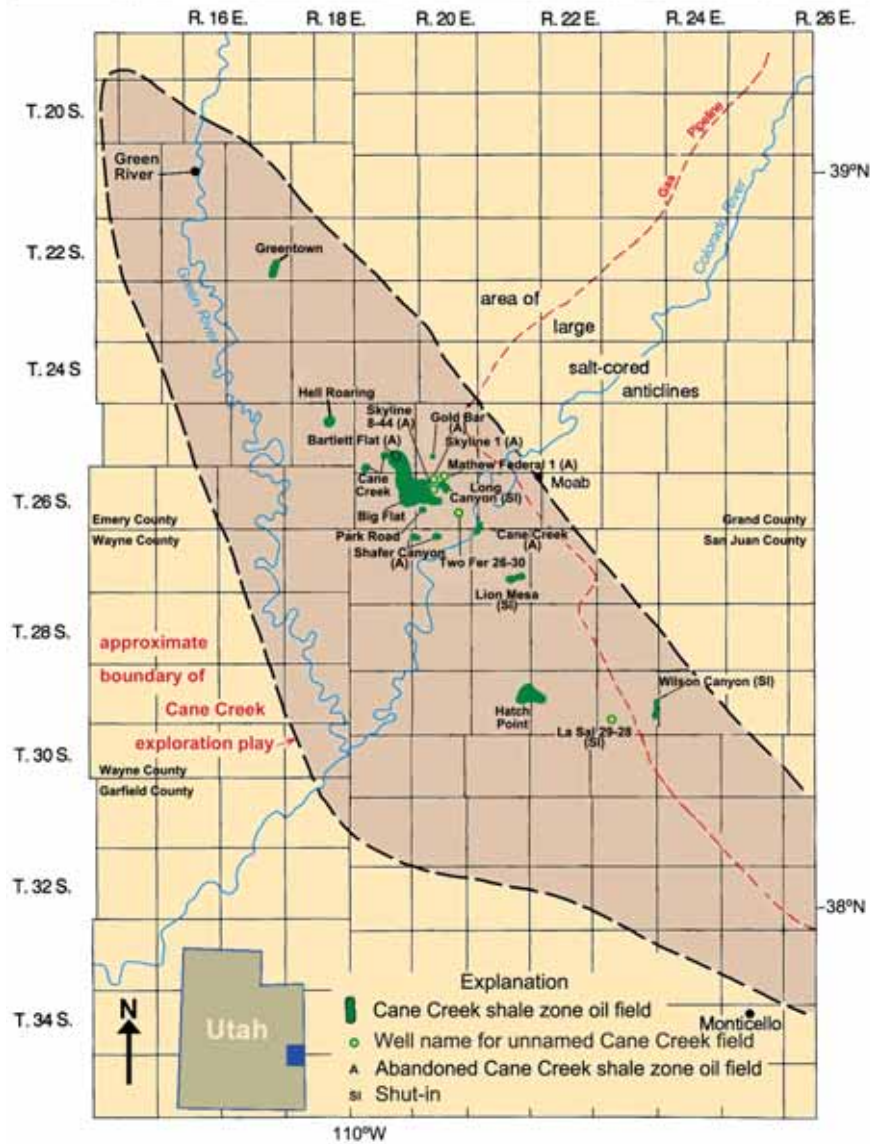 R. 16 E. R. 18 E. R. 20 E. R. 22 E. R. 24 E. R. 26 E.
T. 20 S.
Green
River
39ºN
Pipeline
Gas
Colorado River
T. 22 S.
Greentown
Green River
area of
large
salt-cored
anticlines
T. 24 S.
Hell Roaring
Skyline
8-44 (A)
Gold Bar
(A)
Bartlett Flat (A)
Skyline 1 (A)
Mathew Federal 1 (A)
Moab
Cane
Creek
Long
Canyon (SI)
T. 26 S.
Big Flat
Emery County
Wayne County
Grand County
San Juan County
Park Road
Cane Creek
(A)
Shafer Canyon
(A)
Two Fer 26-30
Lion Mesa
(SI)
T. 28 S.
approximate
boundary of
Cane Creek
exploration play
Wilson Canyon (SI)
Hatch
Point
La Sal 29-28
(SI)
T. 30 S.
Wayne County
Garfield County
T. 32 S.
38ºN
Explanation
Cane Creek shale zone oil field
Well name for unnamed Cane Creek field
A Abandoned Cane Creek shale zone oil field
SI Shut-in
N
Utah
T. 34 S.
Monticello
110ºW